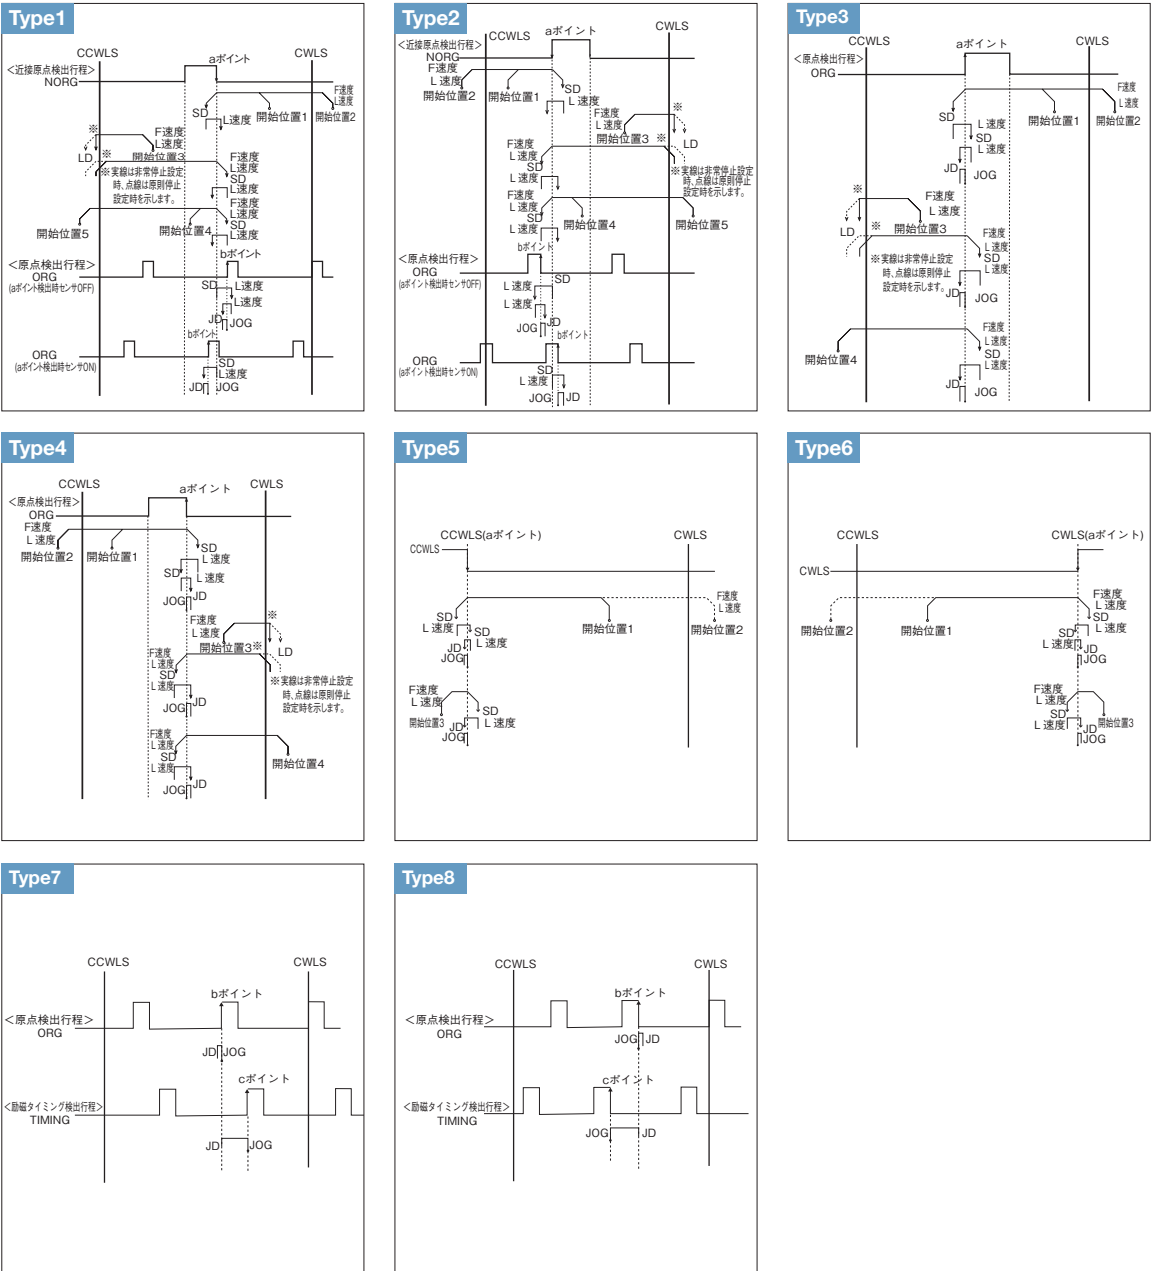 Type1
CCWLS
aポイント
CWLS
<近接原点検出行程>
NORG
F速度
L速度
SD
L速度
開始位置1
開始位置2
※
F速度
L速度
LD
※
開始位置3
※実線は非常停止設定
時、点線は原則停止
設定時を示します。
F速度
L速度
SD
L速度
F速度
L速度
SD
L速度
開始位置5
開始位置4
bポイント
<原点検出行程>
ORG
(aポイント検出時センサOFF)
SD
L速度
L速度
JD
JOG
bポイント
ORG
(aポイント検出時センサON)
SD
L速度
JD
JOG
Type2
CCWLS
aポイント
CWLS
<近接原点検出行程>
NORG
F速度
L速度
開始位置2
開始位置1
SD
L速度
F速度
L速度
※
開始位置3
※
LD
F速度
L速度
SD
L速度
※実線は非常停止設定
時、点線は原則停止
設定時を示します。
F速度
L速度
SD
L速度
開始位置4
開始位置5
bポイント
<原点検出行程>
ORG
(aポイント検出時センサOFF)
SD
L速度
L速度
JOG
JD
bポイント
ORG
(aポイント検出時センサON)
SD
L速度
JOG
JD
Type3
CCWLS
aポイント
CWLS
<原点検出行程>
ORG
F速度
L速度
SD
L速度
開始位置1
開始位置2
SD
L速度
JD
JOG
※
F速度
L速度
LD
※
開始位置3
※実線は非常停止設定
時、点線は原則停止
設定時を示します。
F速度
L速度
SD
L速度
JD
JOG
F速度
L速度
SD
L速度
開始位置4
JD
JOG
Type4
CCWLS
aポイント
CWLS
<原点検出行程>
ORG
F速度
L速度
開始位置2
開始位置1
SD
L速度
SD
L速度
JOG
JD
F速度
L速度
※
開始位置3
※
LD
F速度
L速度
SD
L速度
※実線は非常停止設定
時、点線は原則停止
設定時を示します。
JOG
JD
F速度
L速度
SD
L速度
開始位置4
JOG
JD
Type5
CCWLS(aポイント)
CWLS
CCWLS
F速度
L速度
SD
L速度
SD
L速度
開始位置1
開始位置2
JD
JOG
F速度
L速度
開始位置3
SD
L速度
JD
JOG
Type6
CCWLS
CWLS(aポイント)
CWLS
F速度
L速度
SD
L速度
開始位置2
開始位置1
SD
L速度
JD
JOG
F速度
L速度
SD
L速度
開始位置3
JD
JOG
Type7
CCWLS
CWLS
bポイント
<原点検出行程>
ORG
JD
JOG
cポイント
<励磁タイミング検出行程>
TIMING
JD
JOG
Type8
CCWLS
CWLS
bポイント
<原点検出行程>
ORG
JOG
JD
cポイント
<励磁タイミング検出行程>
TIMING
JOG
JD